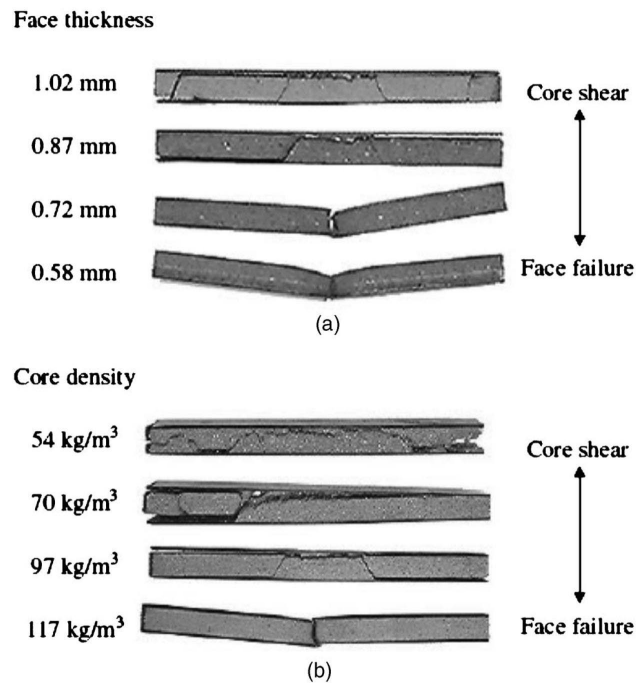 Face thickness
1.02 mm
Core shear
0.87 mm
0.72 mm
0.58 mm
Face failure
(a)
Core density
54 kg/m³
Core shear
70 kg/m³
97 kg/m³
117 kg/m³
Face failure
(b)